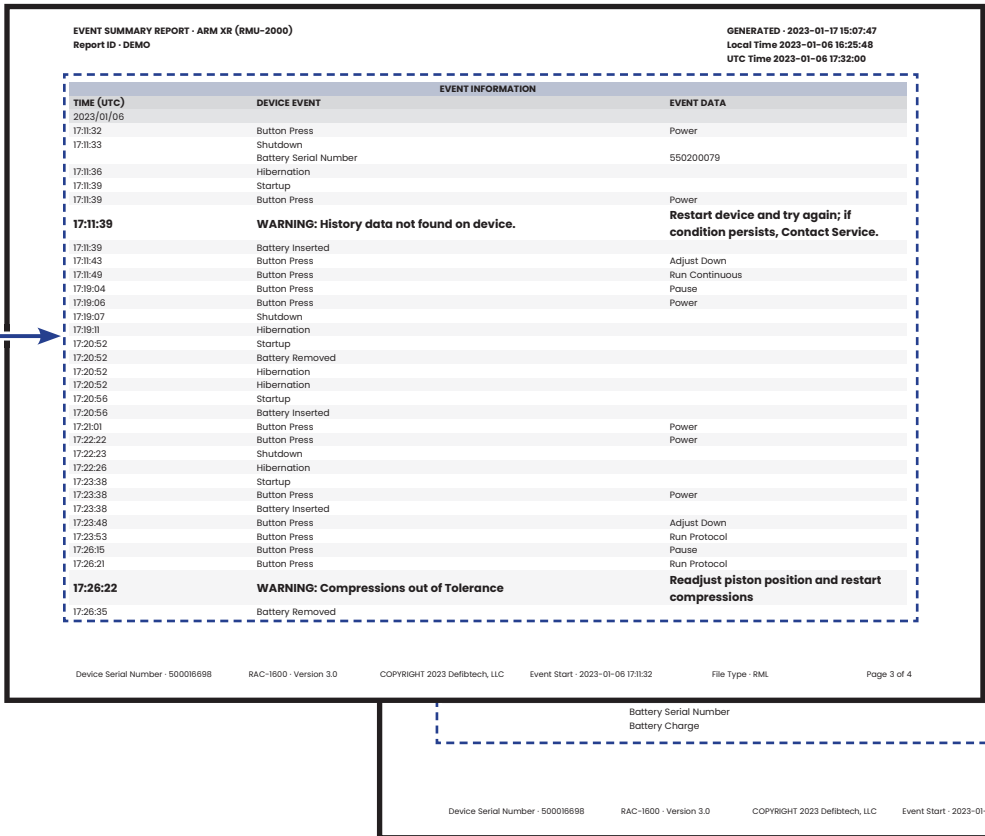 EVENT SUMMARY REPORT · ARM XR (RMU-2000)
Report ID · DEMO
GENERATED · 2023-01-17 15:07:47
Local Time 2023-01-06 16:25:48
UTC Time 2023-01-06 17:32:00
EVENT INFORMATION
TIME (UTC) DEVICE EVENT EVENT DATA
2023/01/06
17:11:32 Button Press Power
17:11:33 Shutdown
Battery Serial Number 550200079
17:11:36 Hibernation
17:11:39 Startup
17:11:39 Button Press Power
17:11:39 WARNING: History data not found on device. Restart device and try again; if
condition persists, Contact Service.
17:11:39 Battery Inserted
17:11:43 Button Press Adjust Down
17:11:49 Button Press Run Continuous
17:19:04 Button Press Pause
17:19:06 Button Press Power
17:19:07 Shutdown
17:19:11 Hibernation
17:20:52 Startup
17:20:52 Battery Removed
17:20:52 Hibernation
17:20:52 Hibernation
17:20:56 Startup
17:20:56 Battery Inserted
17:21:01 Button Press Power
17:22:22 Button Press Power
17:22:23 Shutdown
17:22:26 Hibernation
17:23:38 Startup
17:23:38 Button Press Power
17:23:38 Battery Inserted
17:23:48 Button Press Adjust Down
17:23:53 Button Press Run Protocol
17:26:15 Button Press Pause
17:26:21 Button Press Run Protocol
17:26:22 WARNING: Compressions out of Tolerance Readjust piston position and restart
compressions
17:26:35 Battery Removed
Device Serial Number · 500016698 RAC-1600 · Version 3.0 COPYRIGHT 2023 Defibtech, LLC Event Start · 2023-01-06 17:11:32 File Type · RML Page 3 of 4
Battery Serial Number
Battery Charge
Device Serial Number · 500016698 RAC-1600 · Version 3.0 COPYRIGHT 2023 Defibtech, LLC Event Start · 2023-01-